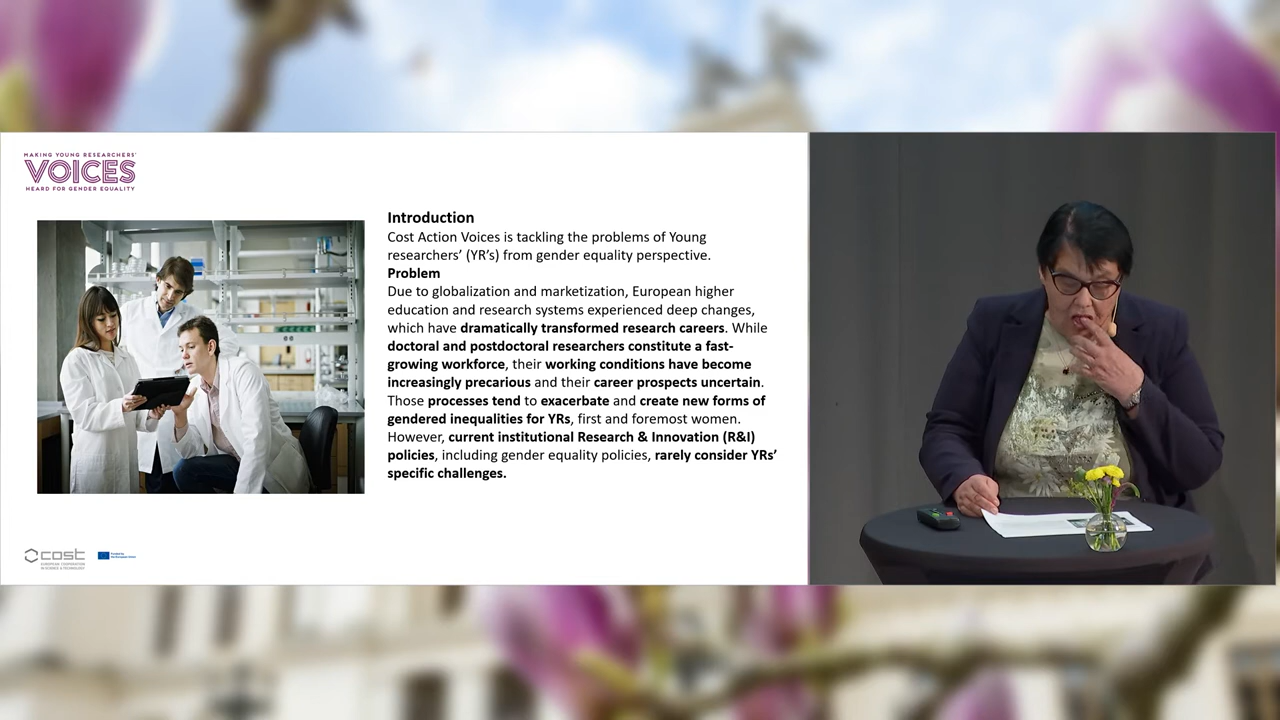 MAKING YOUNG RESEARCHERS'
VOICES
HEARD FOR GENDER EQUALITY
Introduction
Cost Action Voices is tackling the problems of Young
researchers’ (YR’s) from gender equality perspective.
Problem
Due to globalization and marketization, European higher
education and research systems experienced deep changes,
which have dramatically transformed research careers. While
doctoral and postdoctoral researchers constitute a fast-
growing workforce, their working conditions have become
increasingly precarious and their career prospects uncertain.
Those processes tend to exacerbate and create new forms of
gendered inequalities for YRs, first and foremost women.
However, current institutional Research & Innovation (R&I)
policies, including gender equality policies, rarely consider YRs’
specific challenges.
cost
EUROPEAN COOPERATION
IN SCIENCE & TECHNOLOGY
Funded by
the European Union